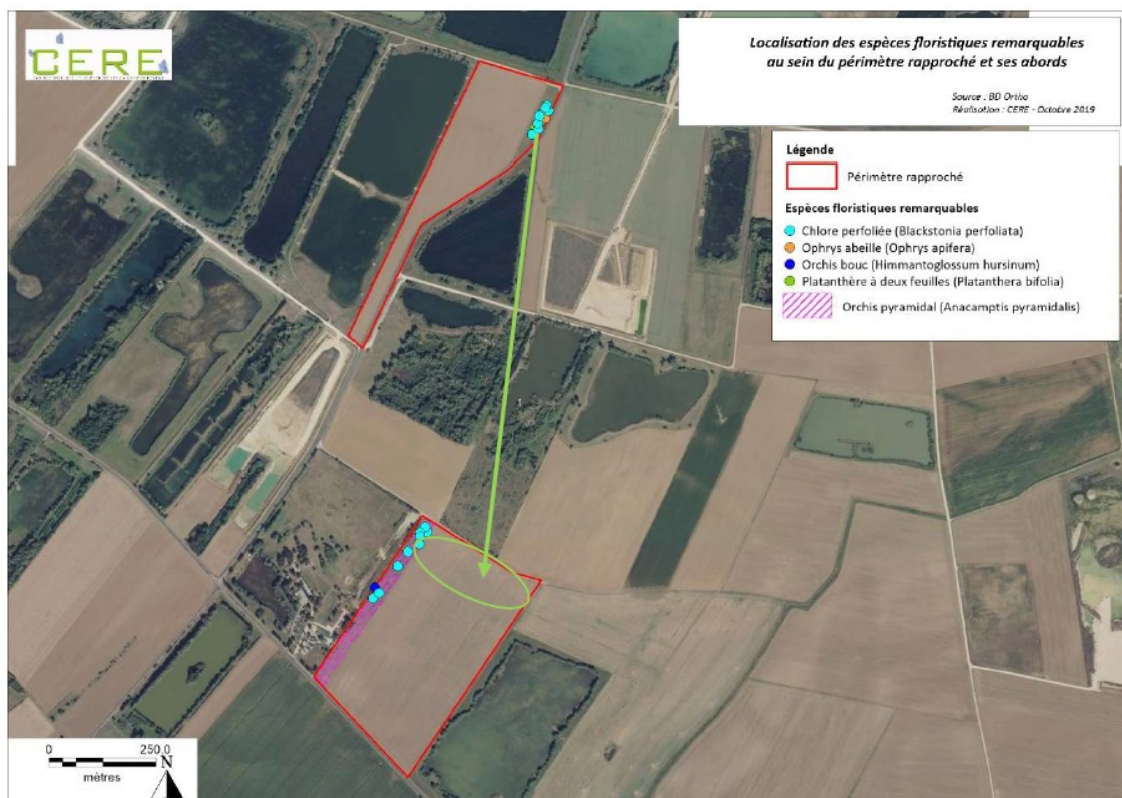 CERE
Localisation des espèces floristiques remarquables
au sein du périmètre rapproché et ses abords
Source : BD Ortho
Réalisation : CERE - Octobre 2019
Légende
Périmètre rapproché
Espèces floristiques remarquables
Chlore perfoliée (Blackstonia perfoliata)
Ophrys abeille (Ophrys apifera)
Orchis bouc (Himmantoglossum hursinum)
Platanthère à deux feuilles (Platanthera bifolia)
Orchis pyramidal (Anacamptis pyramidalis)
0 250.0
mètres
N